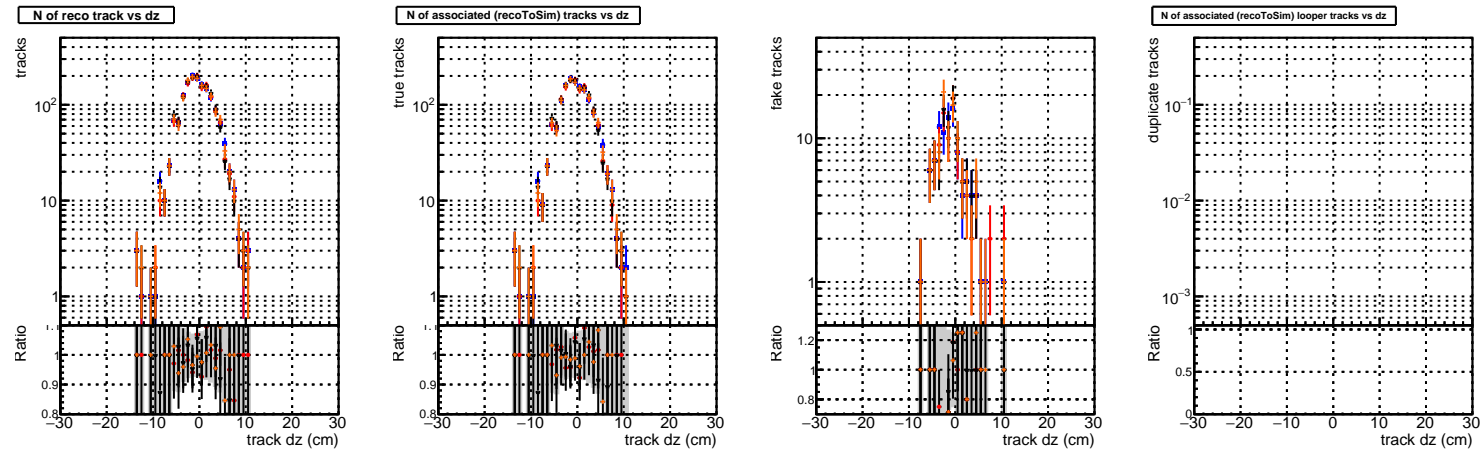 N of reco track vs dz
tracks
10²
10
1
Ratio
1.1
1
0.9
0.8
−30 −20 −10 0 10 20 30
track dz (cm)
N of associated (recoToSim) tracks vs dz
true tracks
10²
10
1
Ratio
1.1
1
0.9
0.8
−30 −20 −10 0 10 20 30
track dz (cm)
fake tracks
10
1
Ratio
1.2
1
0.8
−30 −20 −10 0 10 20 30
track dz (cm)
N of associated (recoToSim) looper tracks vs dz
duplicate tracks
10⁻¹
10⁻²
10⁻³
Ratio
1
0.5
0
−30 −20 −10 0 10 20 30
track dz (cm)